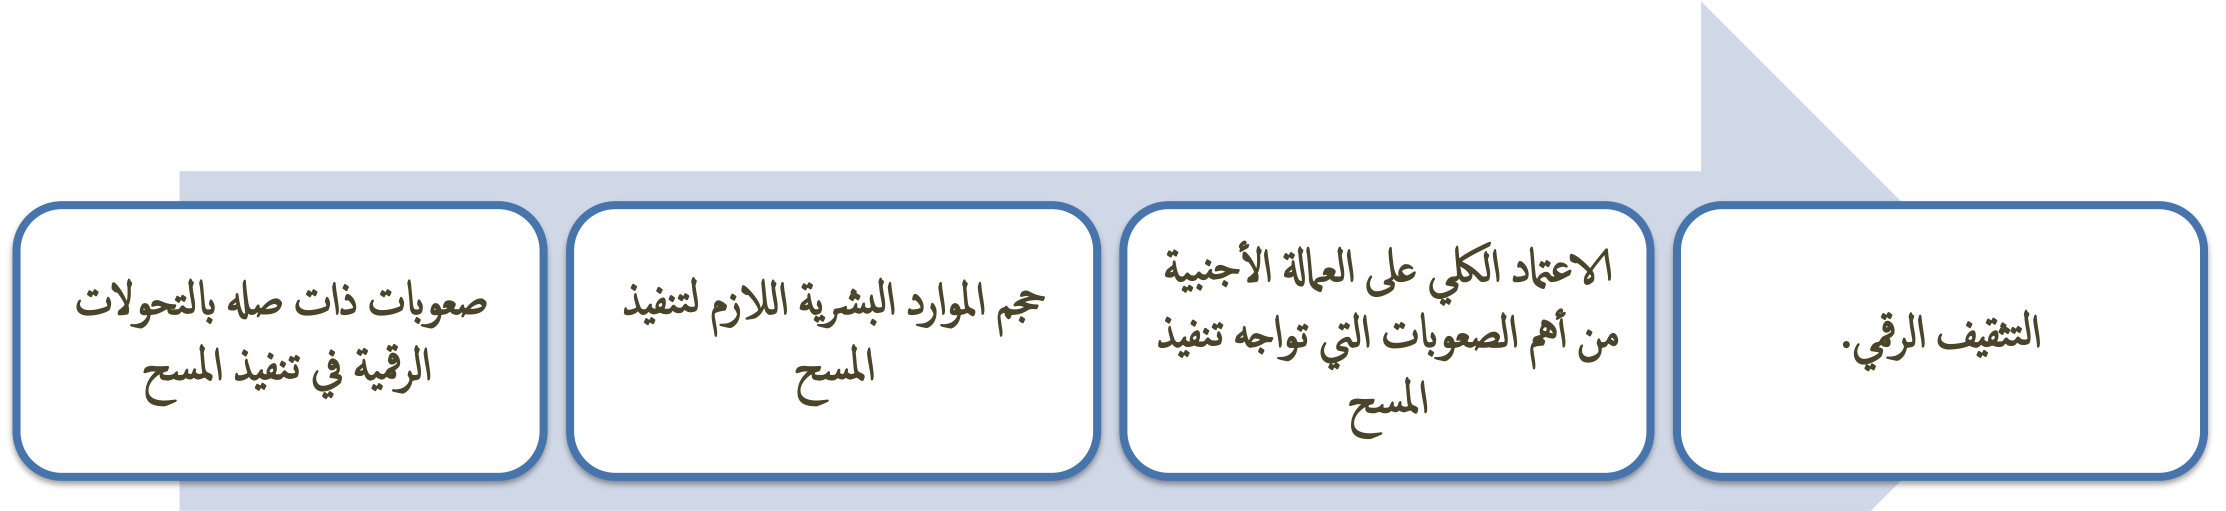 صعوبات ذات صله بالتحولات
الرقمية في تنفيذ المسح
حجم الموارد البشرية اللازم لتنفيذ
المسح
الاعتماد الكلي على العمالة الأجنبية
من أهم الصعوبات التي تواجه تنفيذ
المسح
التثقيف الرقمي.